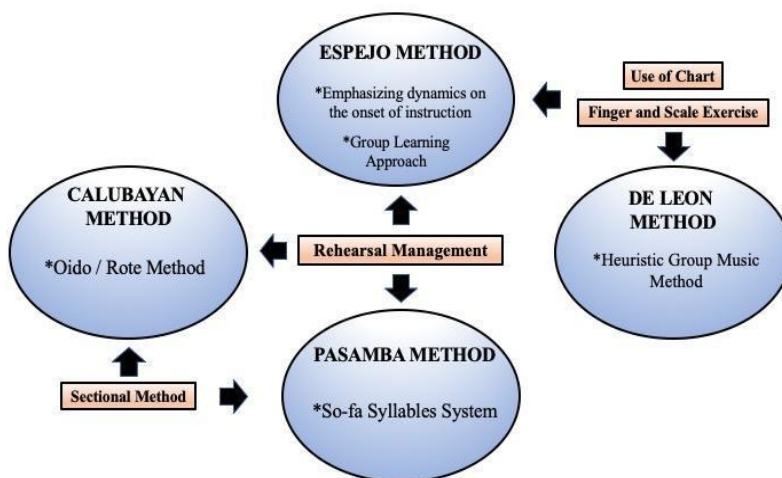 ESPEJO METHOD
*Emphasizing dynamics on
the onset of instruction
*Group Learning
Approach
Use of Chart
Finger and Scale Exercise
CALUBAYAN
METHOD
*Oido / Rote Method
Rehearsal Management
DE LEON
METHOD
*Heuristic Group Music
Method
Sectional Method
PASAMBA METHOD
*So-fa Syllables System